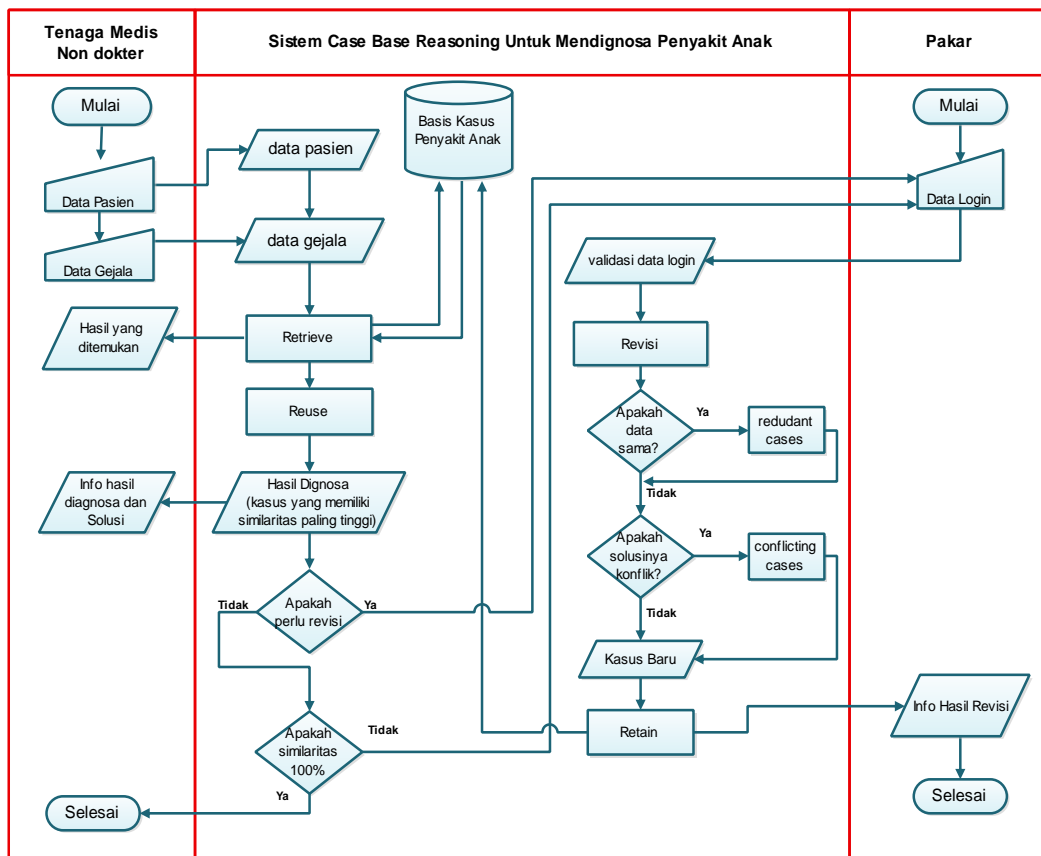 Tenaga Medis
Non dokter
Sistem Case Base Reasoning Untuk Mendignosa Penyakit Anak
Pakar
Mulai
Data Pasien
Data Gejala
data pasien
data gejala
Basis Kasus
Penyakit Anak
Mulai
Data Login
validasi data login
Hasil yang
ditemukan
Retrieve
Revisi
Reuse
Apakah
data
sama?
Ya
redudant
cases
Tidak
Info hasil
diagnosa dan
Solusi
Hasil Dignosa
(kasus yang memiliki
similaritas paling tinggi)
Apakah
solusinya
konflik?
Ya
conflicting
cases
Tidak
Tidak
Apakah
perlu revisi
Ya
Kasus Baru
Retain
Info Hasil Revisi
Apakah
similaritas
100%
Tidak
Ya
Selesai
Selesai